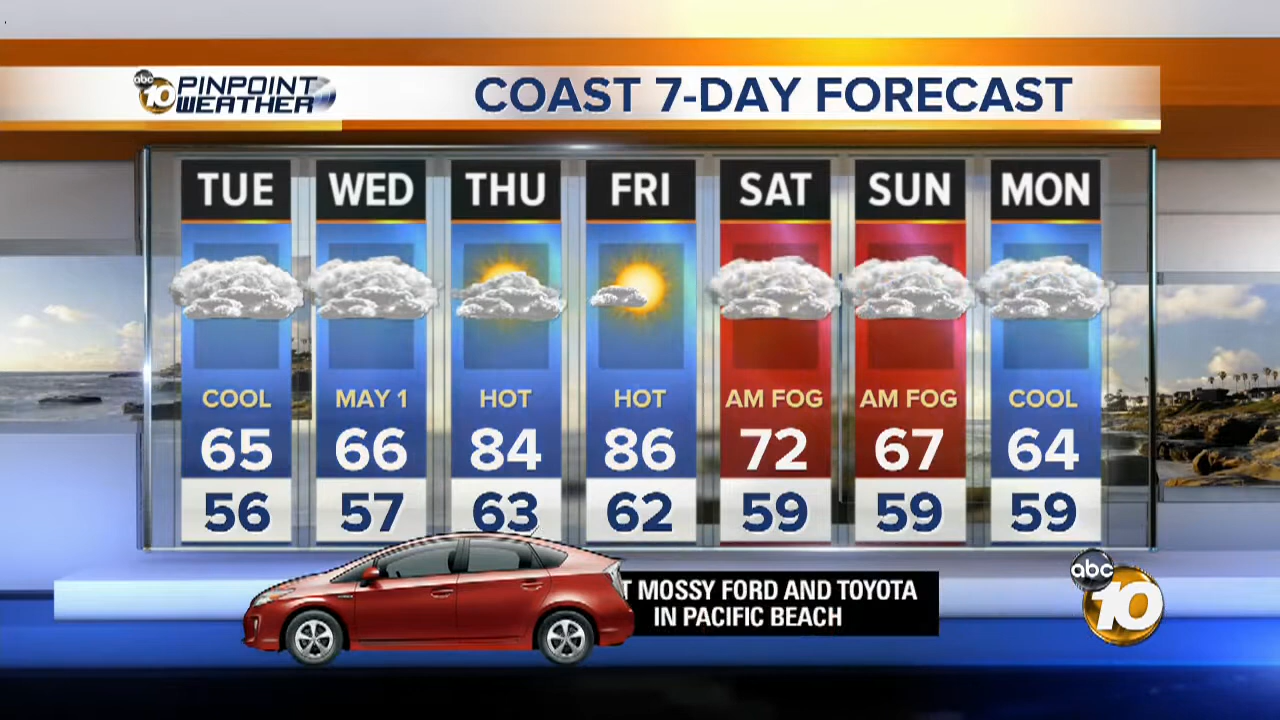 abc
10 PINPOINT
WEATHER
COAST 7-DAY FORECAST
TUE WED THU FRI SAT SUN MON
COOL MAY 1 HOT HOT AM FOG AM FOG COOL
65 66 84 86 72 67 64
56 57 63 62 59 59 59
T MOSSY FORD AND TOYOTA
IN PACIFIC BEACH
abc
10